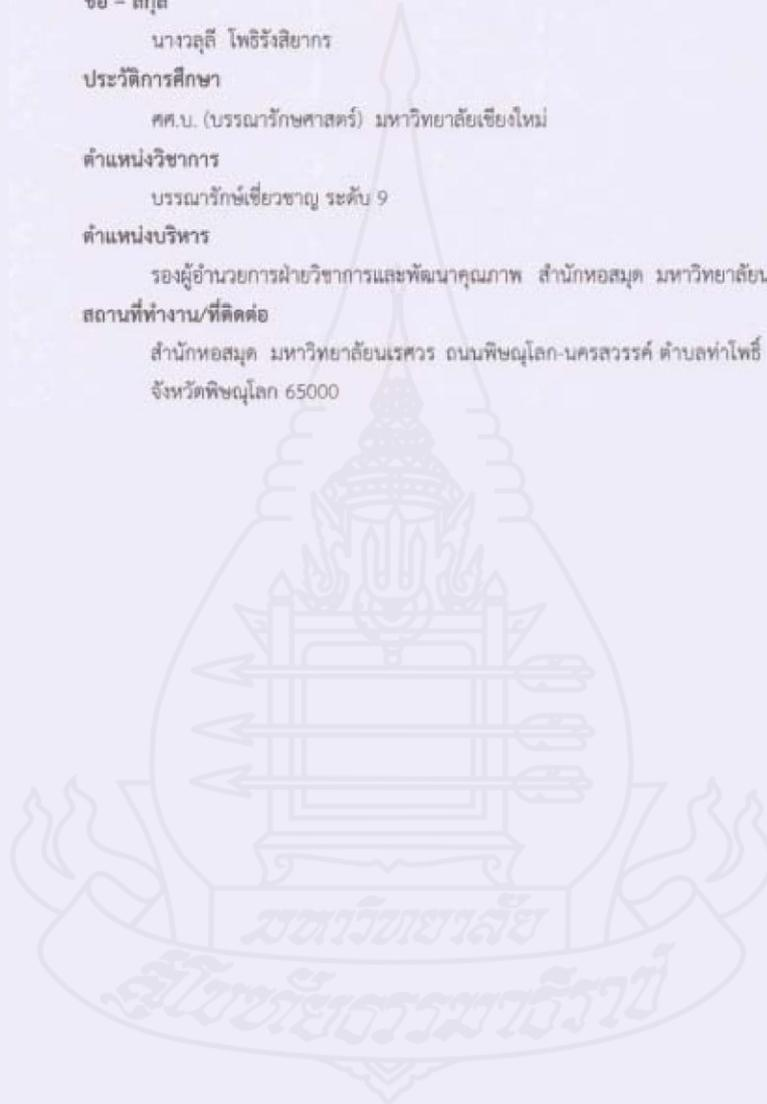 ชื่อ – สกุล
นางวลุลี โพธิรังสิยากร
ประวัติการศึกษา
ศศ.บ. (บรรณารักษศาสตร์) มหาวิทยาลัยเชียงใหม่
ตำแหน่งวิชาการ
บรรณารักษ์เชี่ยวชาญ ระดับ 9
ตำแหน่งบริหาร
รองผู้อำนวยการฝ่ายวิชาการและพัฒนาคุณภาพ สำนักหอสมุด มหาวิทยาลัยน
สถานที่ทำงาน/ที่ติดต่อ
สำนักหอสมุด มหาวิทยาลัยนเรศวร ถนนพิษณุโลก-นครสวรรค์ ตำบลท่าโพธิ์
จังหวัดพิษณุโลก 65000
มหาวิทยาลัย
สุโขทัยธรรมาธิราช